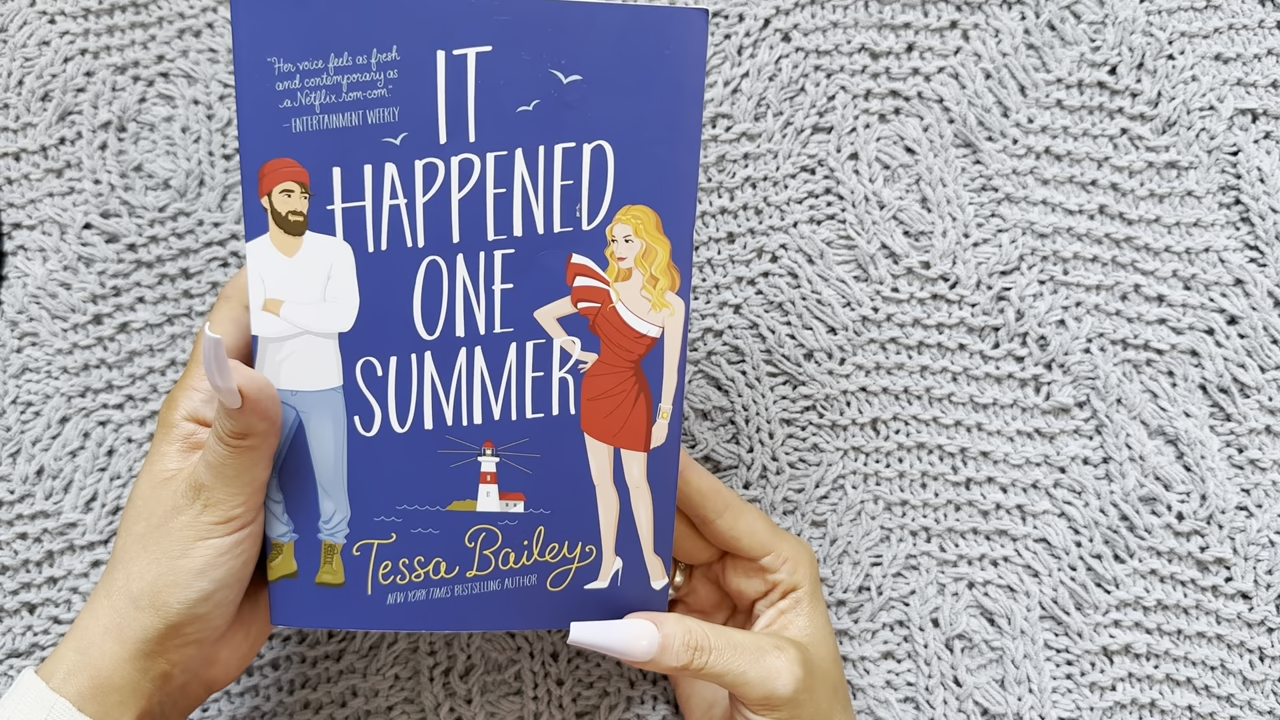 "Her voice feels as fresh
and contemporary as
a Netflix rom-com."
—ENTERTAINMENT WEEKLY
IT
HAPPENED
ONE
SUMMER
Tessa Bailey
NEW YORK TIMES BESTSELLING AUTHOR